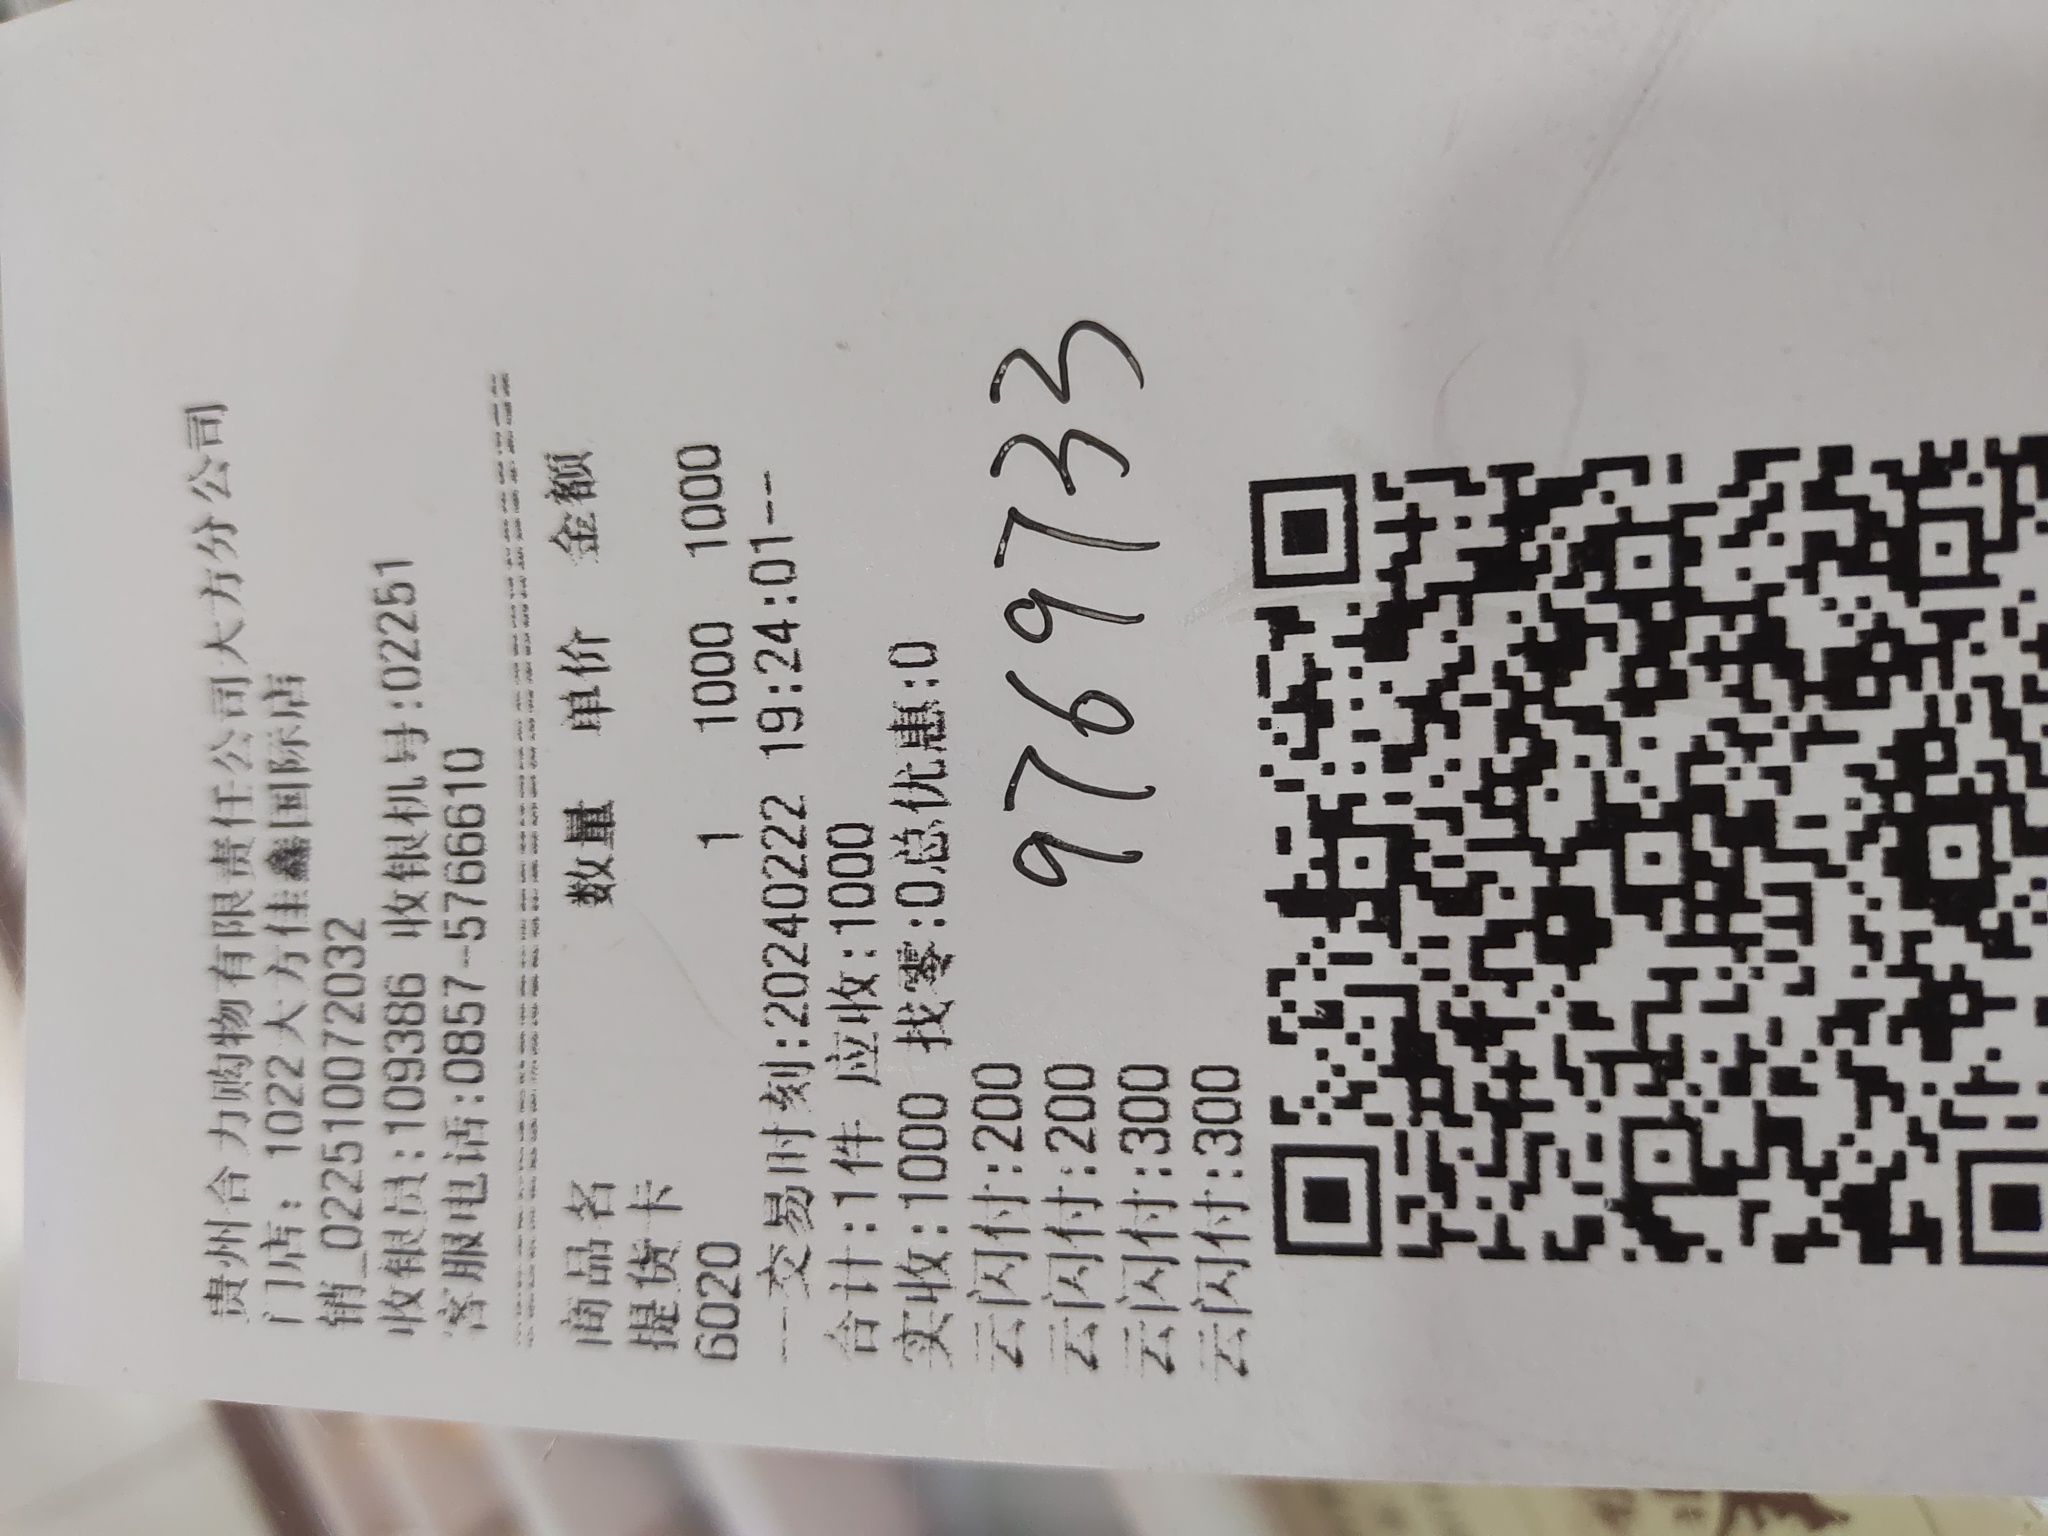 贵州合力购物有限责任公司大方分公司
门店: 1022大方佳鑫国际店
销_022510072032
收银员:109386 收银机号:02251
客服电话:0857-5766610
商品名 数量 单价 金额
提货卡
6020 1 1000 1000
--交易时刻:20240222 19:24:01--
合计:1件 应收:1000
实收:1000 找零:0总优惠:0
云闪付:200
云闪付:200
云闪付:300
云闪付:300
9769733